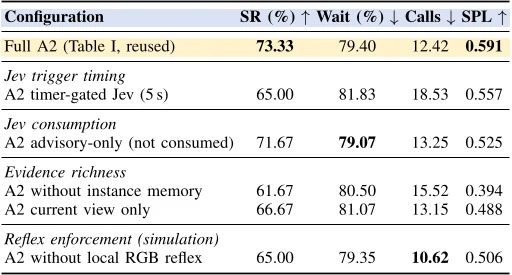 Configuration SR (%) ↑ Wait (%) ↓ Calls ↓ SPL ↑
Full A2 (Table I, reused) 73.33 79.40 12.42 0.591
Jev trigger timing
A2 timer-gated Jev (5 s) 65.00 81.83 18.53 0.557
Jev consumption
A2 advisory-only (not consumed) 71.67 79.07 13.25 0.525
Evidence richness
A2 without instance memory 61.67 80.50 15.52 0.394
A2 current view only 66.67 81.07 13.15 0.488
Reflex enforcement (simulation)
A2 without local RGB reflex 65.00 79.35 10.62 0.506